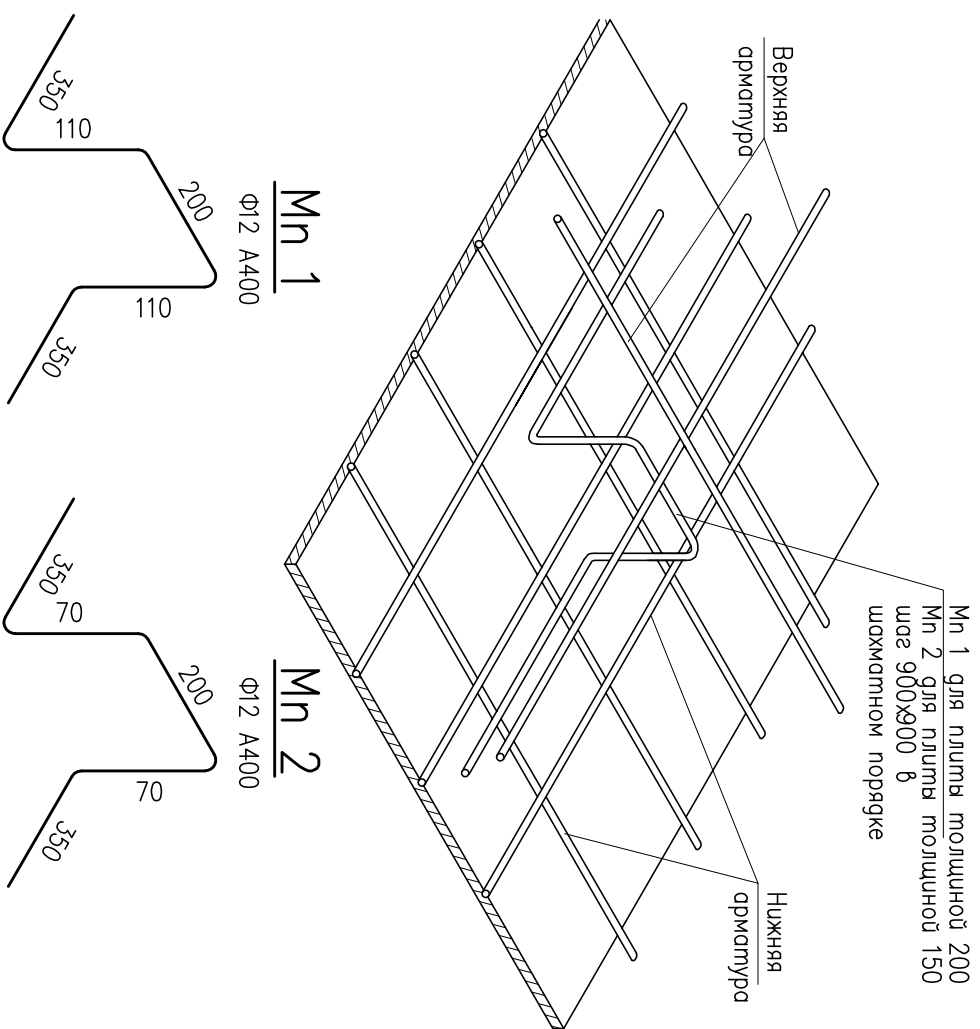 Мп 1 для плиты толщиной 200
Мп 2 для плиты толщиной 150
шаг 900х900 в
шахматном порядке
Верхняя
арматура
Нижняя
арматура
Мп 1
Ф12 А400
350
110
200
110
350
Мп 2
Ф12 А400
350
70
200
70
350